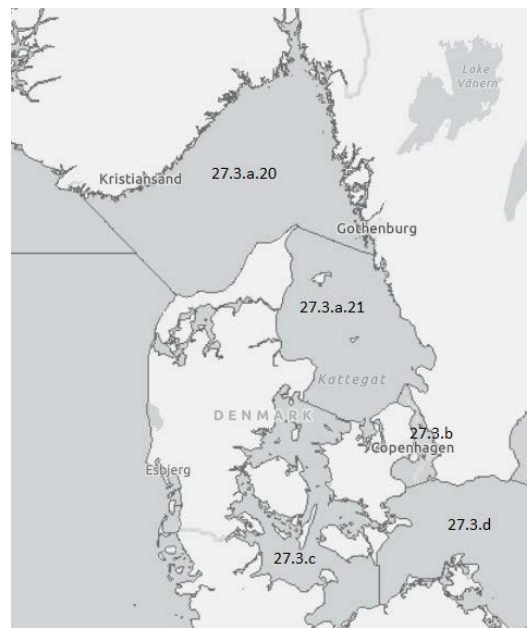 Lake
Vänern
27.3.a.20
Kristiansand
Gothenburg
27.3.a.21
Kattegat
DENMARK
27.3.b
Copenhagen
Esbjerg
27.3.d
27.3.c